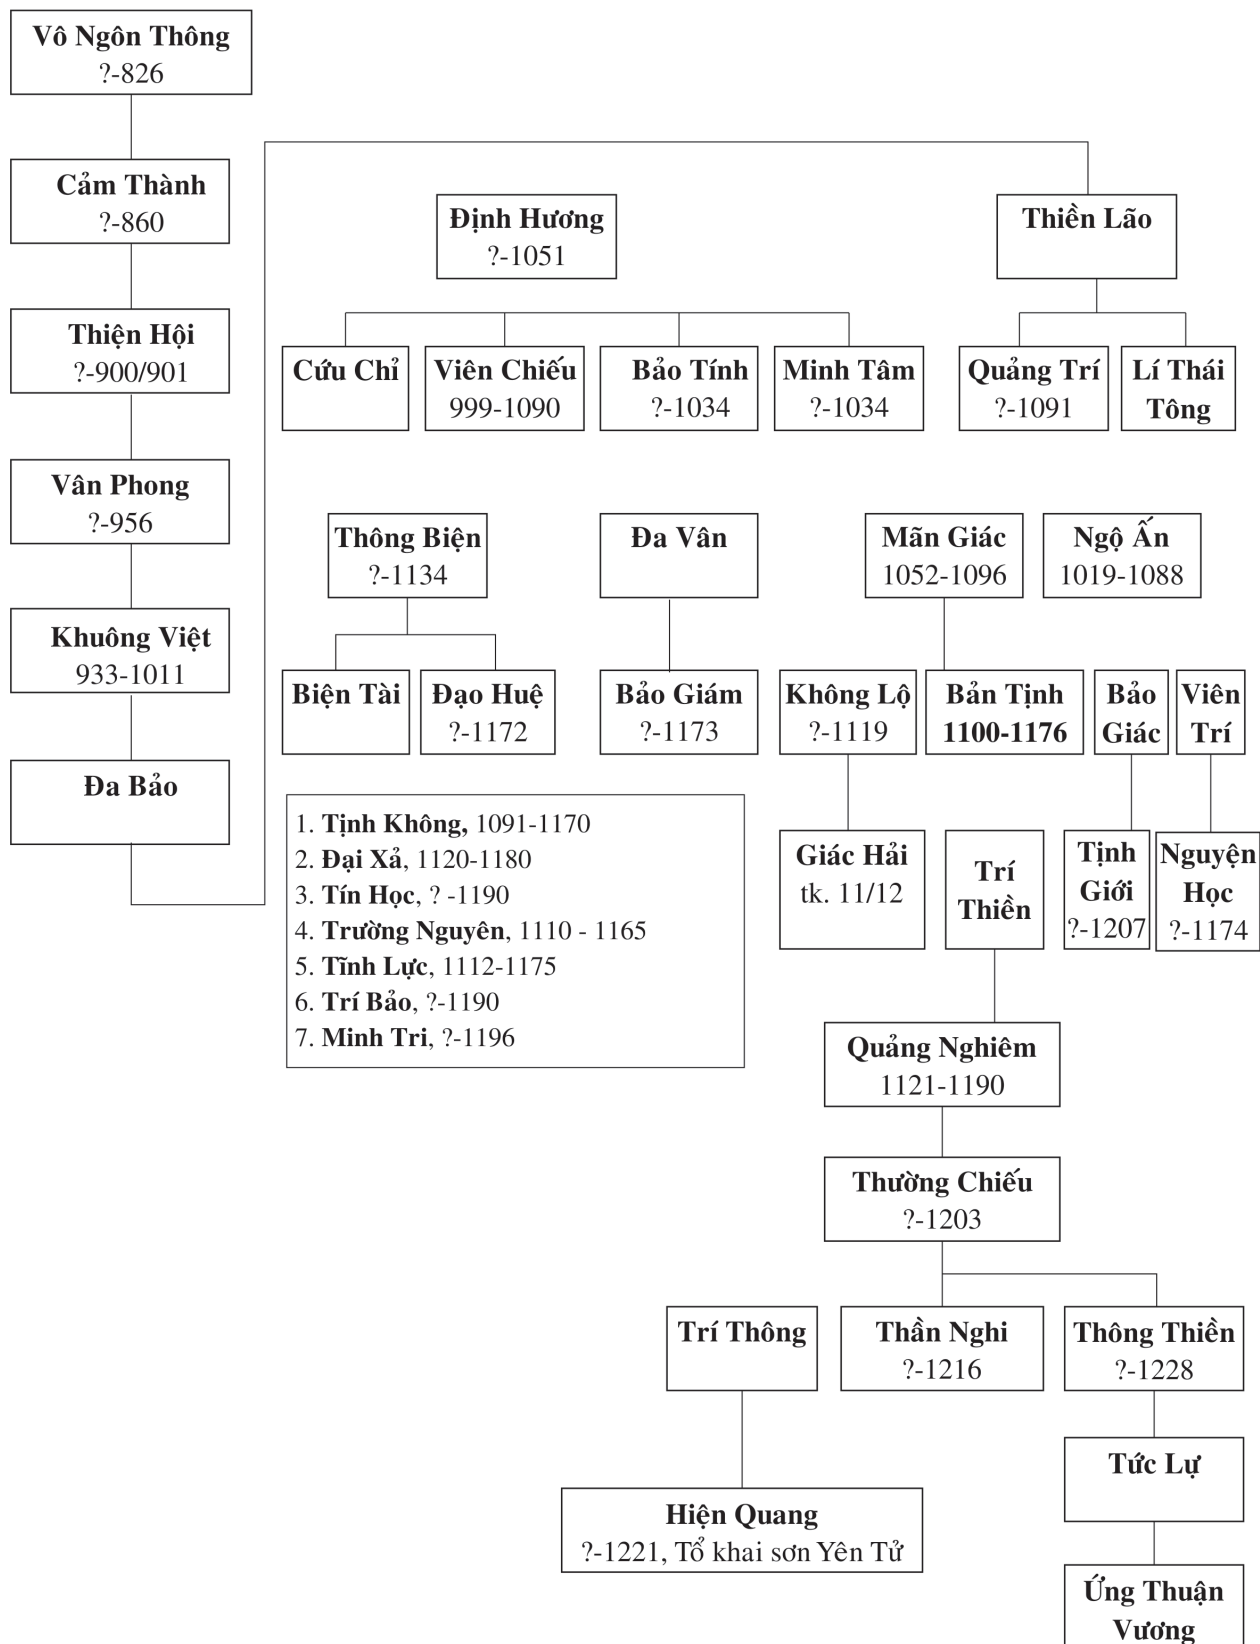 Vô Ngôn Thông
?-826
Cảm Thành
?-860
Thiện Hội
?-900/901
Vân Phong
?-956
Khuông Việt
933-1011
Đa Bảo
Định Hương
?-1051
Thiền Lão
Cứu Chỉ
Viên Chiếu
999-1090
Bảo Tính
?-1034
Minh Tâm
?-1034
Quảng Trí
?-1091
Lí Thái
Tông
Thông Biện
?-1134
Đa Vân
Mãn Giác
1052-1096
Ngộ Ấn
1019-1088
Biện Tài
Đạo Huệ
?-1172
Bảo Giám
?-1173
Không Lộ
?-1119
Bản Tịnh
1100-1176
Bảo
Giác
Viên
Trí
1. Tịnh Không, 1091-1170
2. Đại Xả, 1120-1180
3. Tín Học, ? -1190
4. Trường Nguyên, 1110 - 1165
5. Tĩnh Lực, 1112-1175
6. Trí Bảo, ?-1190
7. Minh Tri, ?-1196
Giác Hải
tk. 11/12
Trí
Thiền
Tịnh
Giới
?-1207
Nguyện
Học
?-1174
Quảng Nghiêm
1121-1190
Thường Chiếu
?-1203
Trí Thông
Thần Nghi
?-1216
Thông Thiền
?-1228
Tức Lự
Hiện Quang
?-1221, Tổ khai sơn Yên Tử
Ứng Thuận
Vương